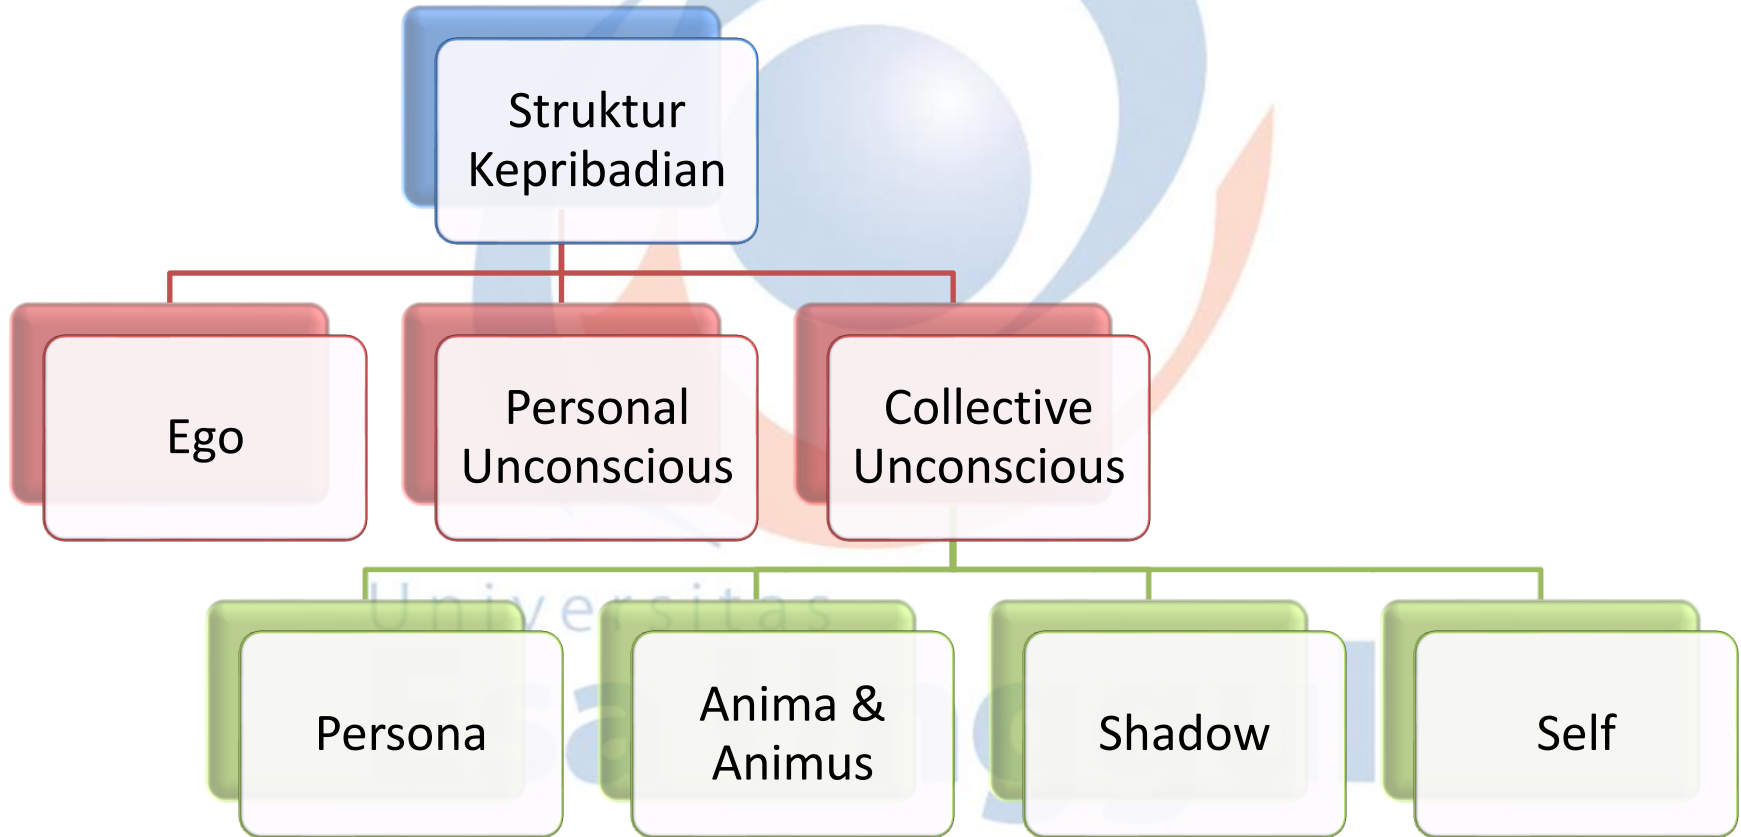 Struktur
Kepribadian
Ego
Personal
Unconscious
Collective
Unconscious
Universitas
Persona
Anima &
Animus
Shadow
Self